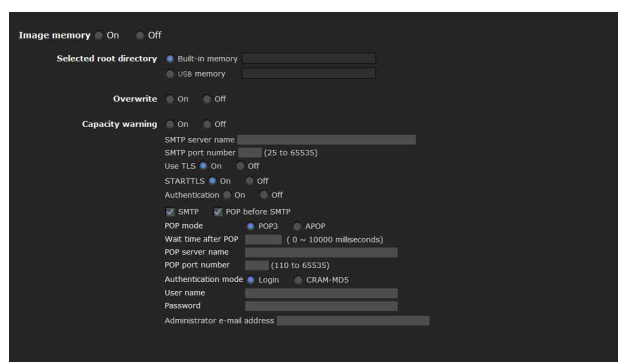 Image memory On Off
Selected root directory Built-in memory
USB memory
Overwrite On Off
Capacity warning On Off
SMTP server name
SMTP port number (25 to 65535)
Use TLS On Off
STARTTLS On Off
Authentication On Off
SMTP POP before SMTP
POP mode POP3 APOP
Wait time after POP ( 0 ~ 10000 milliseconds)
POP server name
POP port number (110 to 65535)
Authentication mode Login CRAM-MD5
User name
Password
Administrator e-mail address